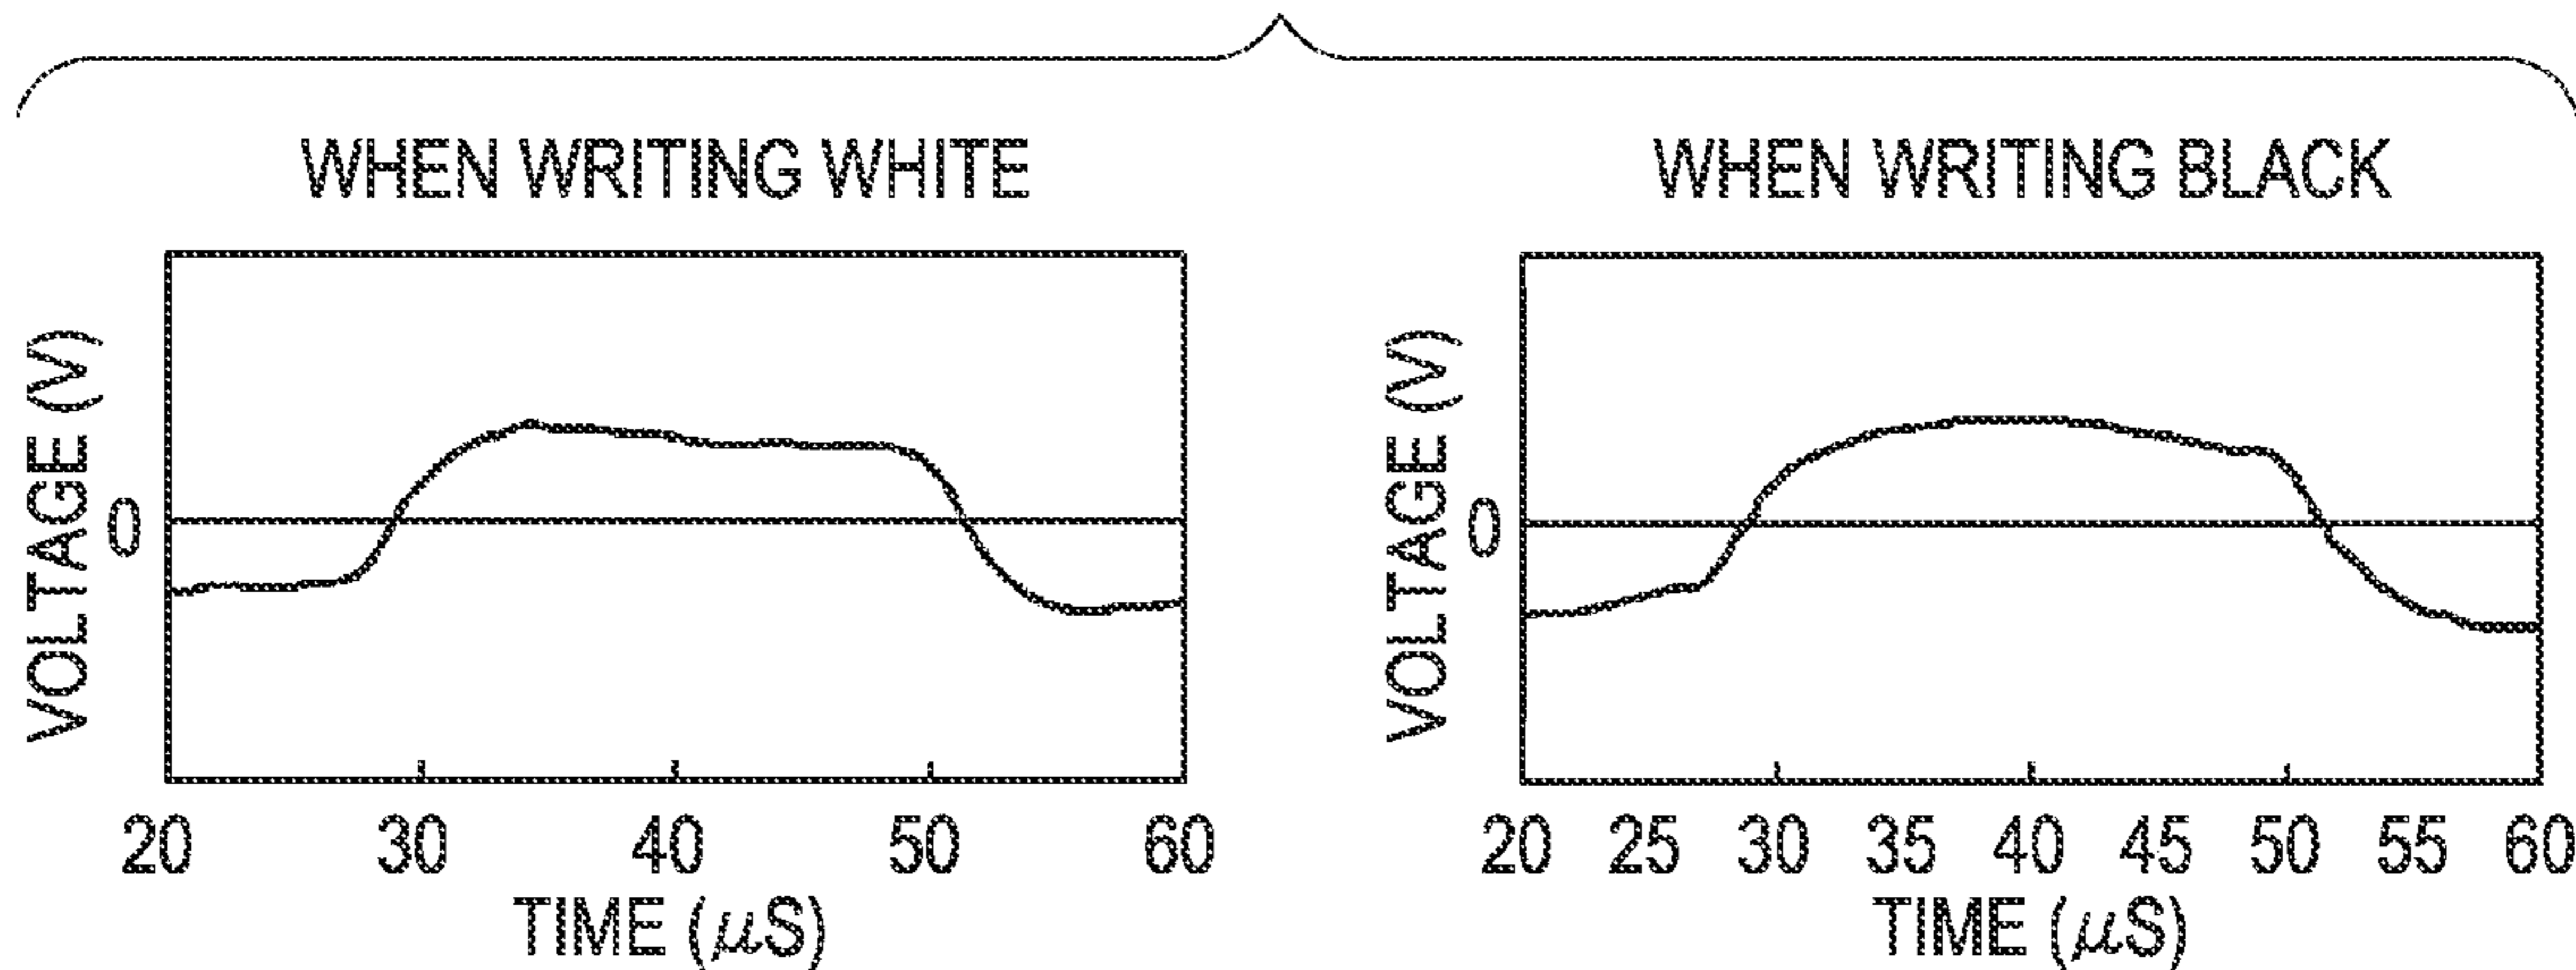 WHEN WRITING WHITE
VOLTAGE (V)
0
20 30 40 50 60
TIME (μS)
WHEN WRITING BLACK
VOLTAGE (V)
0
20 25 30 35 40 45 50 55 60
TIME (μS)